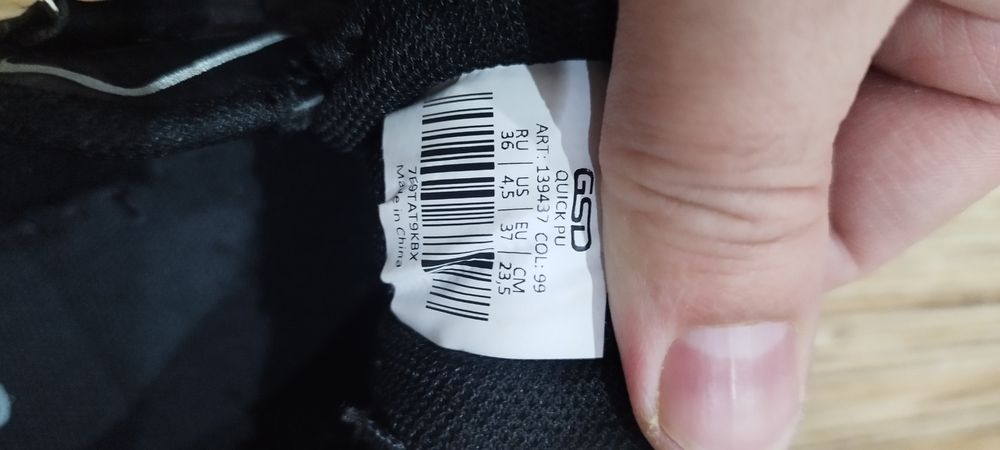 GSD
QUICK PU
ART: 139437 COL: 99
RU | US | EU | CM
36 | 4,5 | 37 | 23,5
7F9TAT9KBX
Made in China